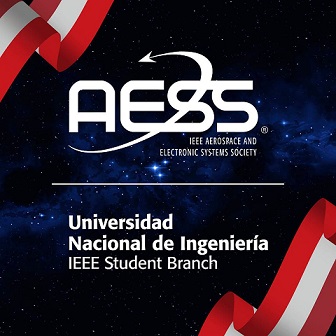 AESS®
IEEE AEROSPACE AND
ELECTRONIC SYSTEMS SOCIETY
Universidad
Nacional de Ingeniería
IEEE Student Branch